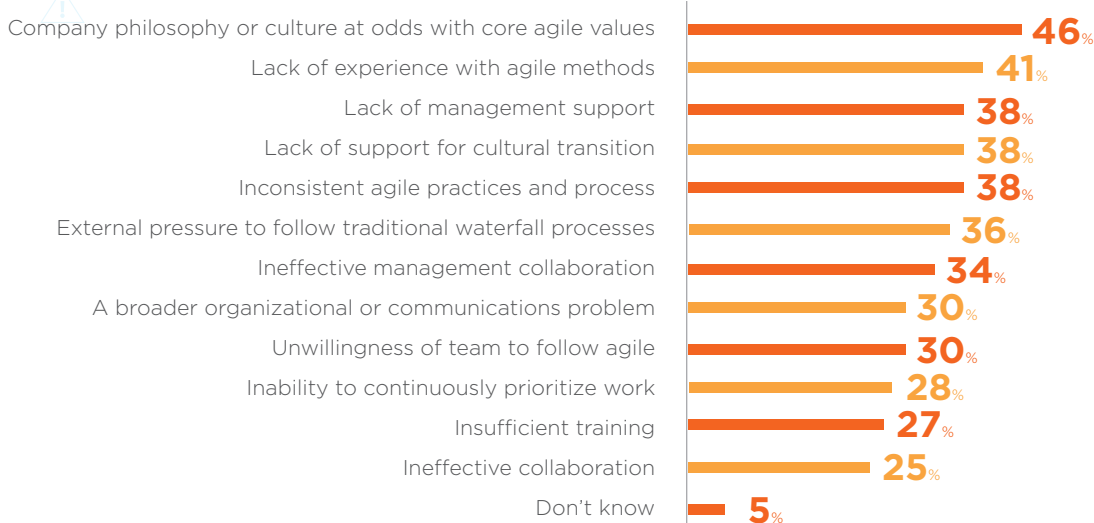 Company philosophy or culture at odds with core agile values 46%
Lack of experience with agile methods 41%
Lack of management support 38%
Lack of support for cultural transition 38%
Inconsistent agile practices and process 38%
External pressure to follow traditional waterfall processes 36%
Ineffective management collaboration 34%
A broader organizational or communications problem 30%
Unwillingness of team to follow agile 30%
Inability to continuously prioritize work 28%
Insufficient training 27%
Ineffective collaboration 25%
Don’t know 5%